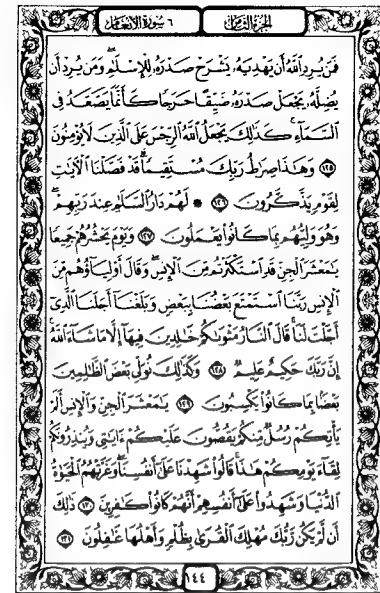 الجزء الثامن ٦ سورة الأنعام
فَمَن يُرِدِ ٱللَّهُ أَن يَهْدِيَهُۥ يَشْرَحْ صَدْرَهُۥ لِلْإِسْلَٰمِۖ وَمَن يُرِدْ أَن
يُضِلَّهُۥ يَجْعَلْ صَدْرَهُۥ ضَيِّقًا حَرَجًا كَأَنَّمَا يَصَّعَّدُ فِي
ٱلسَّمَآءِۚ كَذَٰلِكَ يَجْعَلُ ٱللَّهُ ٱلرِّجْسَ عَلَى ٱلَّذِينَ لَا يُؤْمِنُونَ
١٢٥ وَهَٰذَا صِرَٰطُ رَبِّكَ مُسْتَقِيمًاۗ قَدْ فَصَّلْنَا ٱلْءَايَٰتِ
لِقَوْمٍ يَذَّكَّرُونَ ١٢٦ * لَهُمْ دَارُ ٱلسَّلَٰمِ عِندَ رَبِّهِمْۖ
وَهُوَ وَلِيُّهُم بِمَا كَانُوا۟ يَعْمَلُونَ ١٢٧ وَيَوْمَ يَحْشُرُهُمْ جَمِيعًا
يَٰمَعْشَرَ ٱلْجِنِّ قَدِ ٱسْتَكْثَرْتُم مِّنَ ٱلْإِنسِۖ وَقَالَ أَوْلِيَآؤُهُم مِّنَ
ٱلْإِنسِ رَبَّنَا ٱسْتَمْتَعَ بَعْضُنَا بِبَعْضٍ وَبَلَغْنَآ أَجَلَنَا ٱلَّذِيٓ
أَجَّلْتَ لَنَاۚ قَالَ ٱلنَّارُ مَثْوَىٰكُمْ خَٰلِدِينَ فِيهَآ إِلَّا مَا شَآءَ ٱللَّهُۗ
إِنَّ رَبَّكَ حَكِيمٌ عَلِيمٌ ١٢٨ وَكَذَٰلِكَ نُوَلِّي بَعْضَ ٱلظَّٰلِمِينَ
بَعْضًۢا بِمَا كَانُوا۟ يَكْسِبُونَ ١٢٩ يَٰمَعْشَرَ ٱلْجِنِّ وَٱلْإِنسِ أَلَمْ
يَأْتِكُمْ رُسُلٌ مِّنكُمْ يَقُصُّونَ عَلَيْكُمْ ءَايَٰتِي وَيُنذِرُونَكُمْ
لِقَآءَ يَوْمِكُمْ هَٰذَاۚ قَالُوا۟ شَهِدْنَا عَلَىٰٓ أَنفُسِنَاۖ وَغَرَّتْهُمُ ٱلْحَيَوٰةُ
ٱلدُّنْيَا وَشَهِدُوا۟ عَلَىٰٓ أَنفُسِهِمْ أَنَّهُمْ كَانُوا۟ كَٰفِرِينَ ١٣٠ ذَٰلِكَ
أَن لَّمْ يَكُن رَّبُّكَ مُهْلِكَ ٱلْقُرَىٰ بِظُلْمٍ وَأَهْلُهَا غَٰفِلُونَ ١٣١
١٤٤